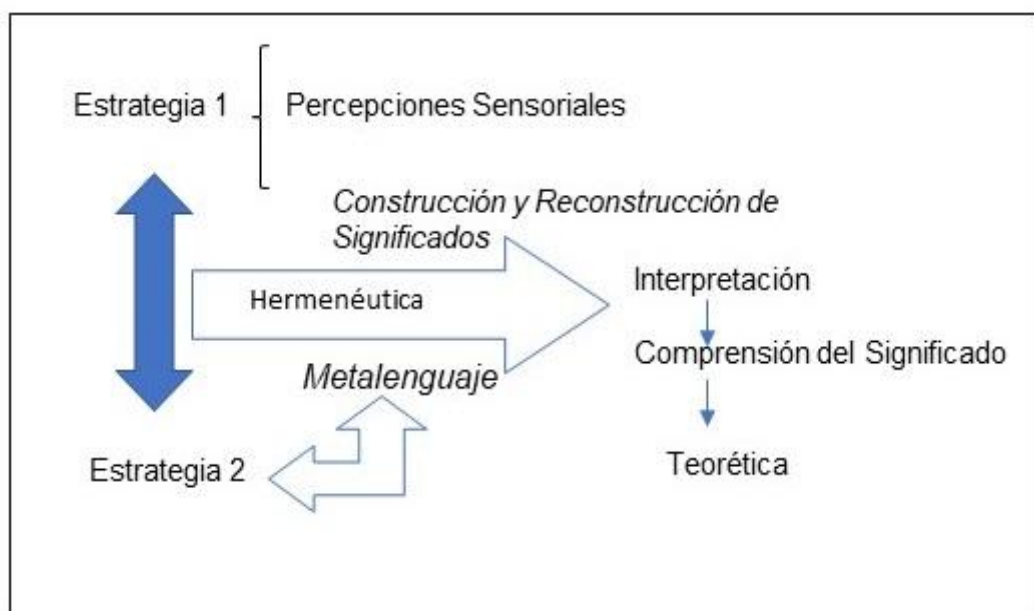 Estrategia 1
Percepciones Sensoriales
Construcción y Reconstrucción de
Significados
Hermenéutica
Interpretación
Comprensión del Significado
Metalenguaje
Estrategia 2
Teorética